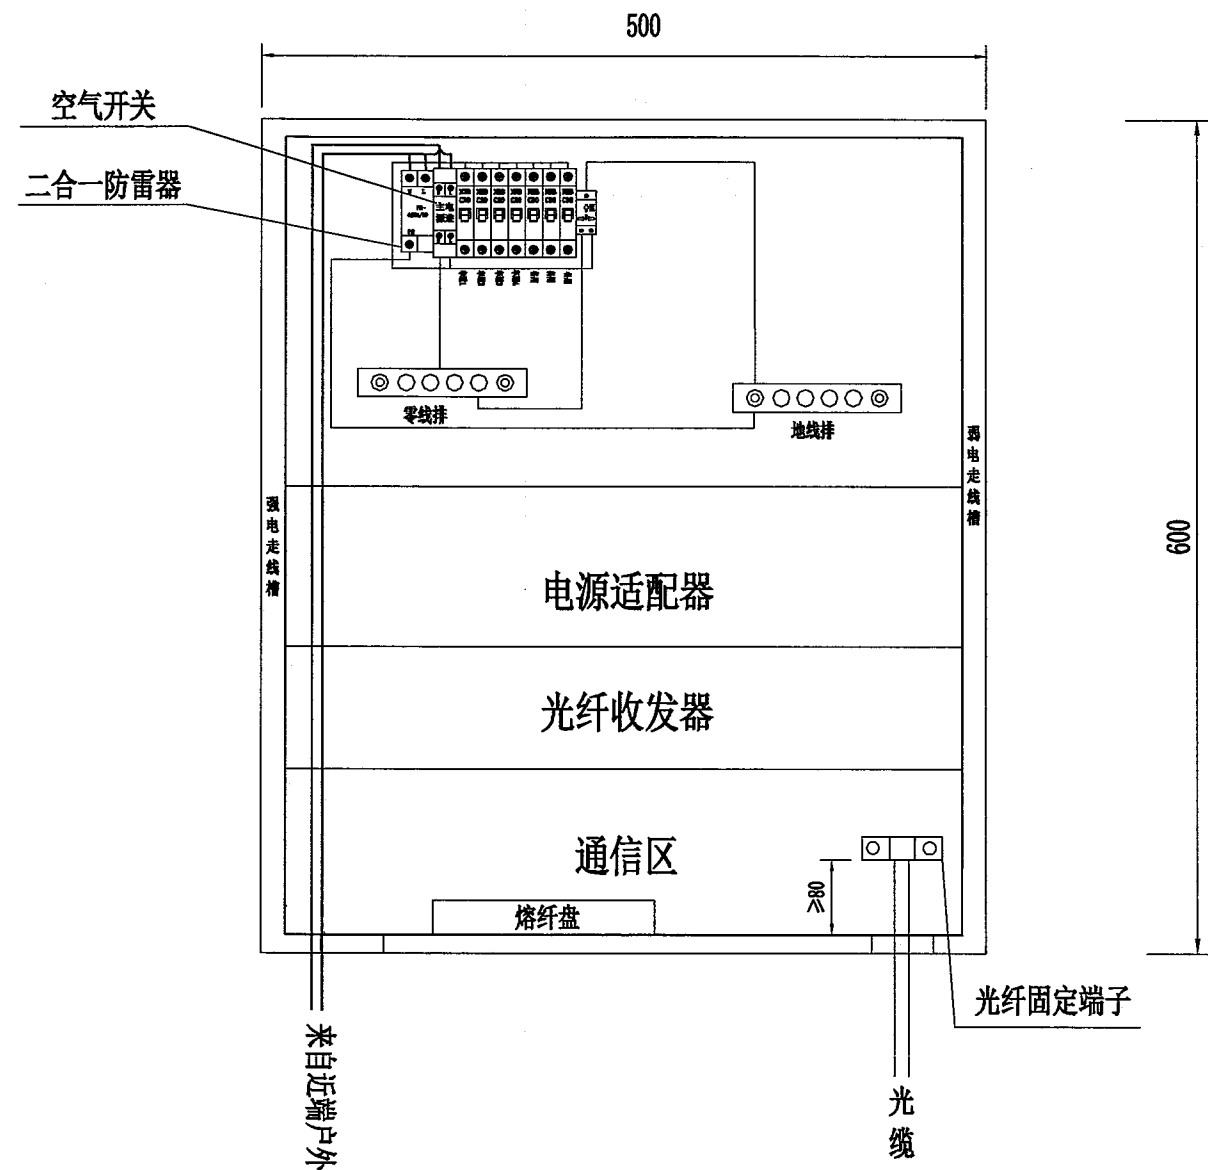 500
空气开关
二合一防雷器
零线排
地线排
弱电走线槽
强电走线槽
600
电源适配器
光纤收发器
通信区
≥80
熔纤盘
光纤固定端子
来自近端户外
光缆